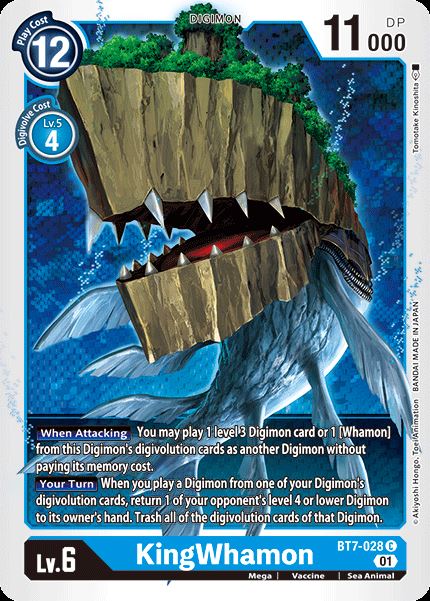 Play Cost
12
DIGIMON
DP
11000
Digivolve Cost
Lv.5
4
Tomotake Kinoshita
©Akiyoshi Hongo, Toei Animation BANDAI MADE IN JAPAN
[When Attacking] You may play 1 level 3 Digimon card or 1 [Whamon]
from this Digimon's digivolution cards as another Digimon without
paying its memory cost.
[Your Turn] When you play a Digimon from one of your Digimon's
digivolution cards, return 1 of your opponent's level 4 or lower Digimon
to its owner's hand. Trash all of the digivolution cards of that Digimon.
Lv.6
KingWhamon
BT7-028 C
01
Mega | Vaccine | Sea Animal